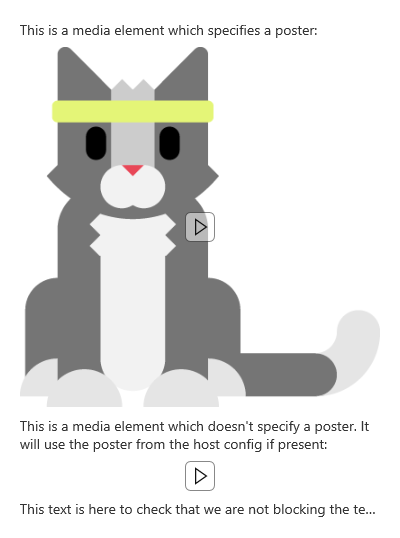 This is a media element which specifies a poster:
This is a media element which doesn't specify a poster. It
will use the poster from the host config if present:
This text is here to check that we are not blocking the te...